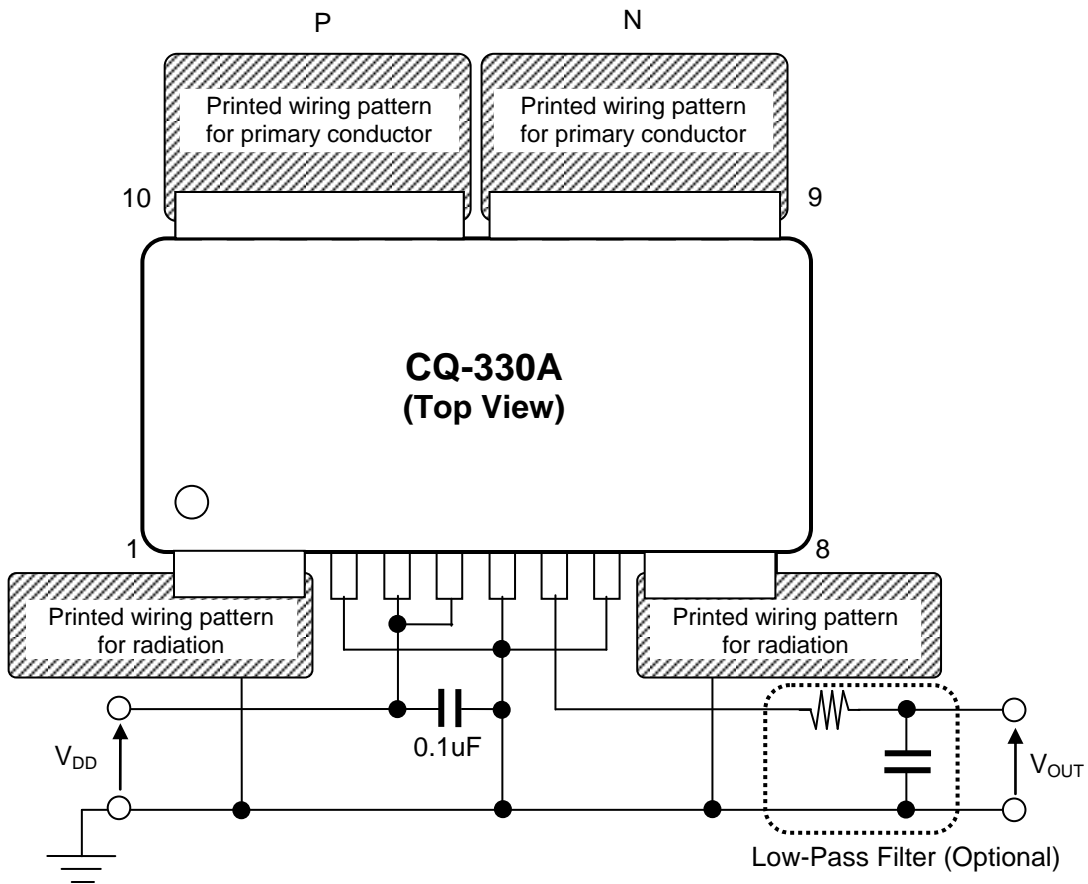 P
N
Printed wiring pattern
for primary conductor
Printed wiring pattern
for primary conductor
10
9
CQ-330A
(Top View)
1
8
Printed wiring pattern
for radiation
Printed wiring pattern
for radiation
0.1uF
VDD
VOUT
Low-Pass Filter (Optional)